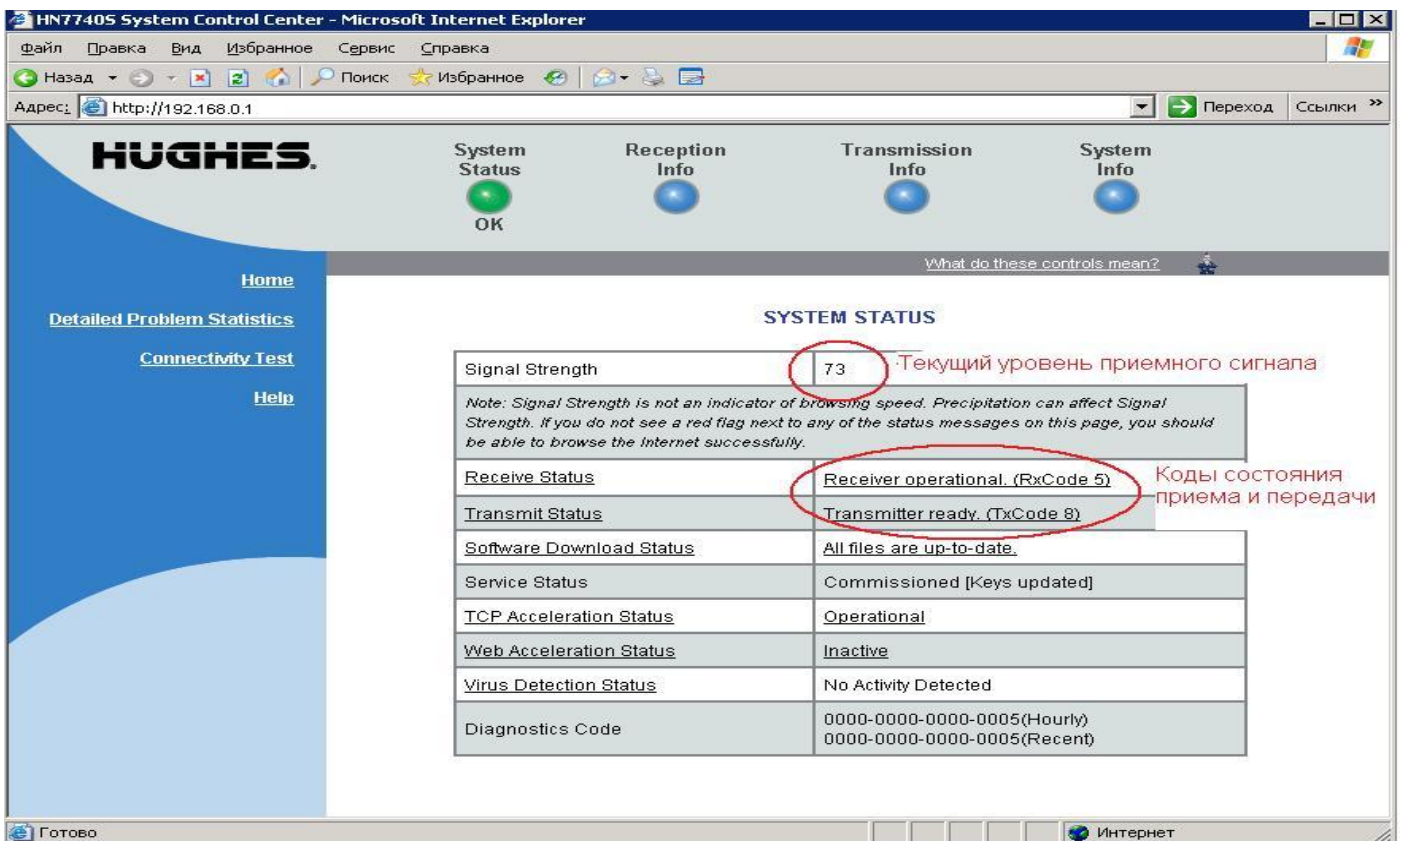 HN7740S System Control Center - Microsoft Internet Explorer
Файл Правка Вид Избранное Сервис Справка
Назад Поиск Избранное
Адрес: http://192.168.0.1 Переход Ссылки »
HUGHES.
System Status OK
Reception Info
Transmission Info
System Info
What do these controls mean?
Home
Detailed Problem Statistics
Connectivity Test
Help
SYSTEM STATUS
Signal Strength 73 Текущий уровень приемного сигнала
Note: Signal Strength is not an indicator of browsing speed. Precipitation can affect Signal
Strength. If you do not see a red flag next to any of the status messages on this page, you should
be able to browse the Internet successfully.
Receive Status Receiver operational. (RxCode 5)
Коды состояния
приема и передачи
Transmit Status Transmitter ready. (TxCode 8)
Software Download Status All files are up-to-date.
Service Status Commissioned [Keys updated]
TCP Acceleration Status Operational
Web Acceleration Status Inactive
Virus Detection Status No Activity Detected
Diagnostics Code 0000-0000-0000-0005(Hourly)
0000-0000-0000-0005(Recent)
Готово Интернет